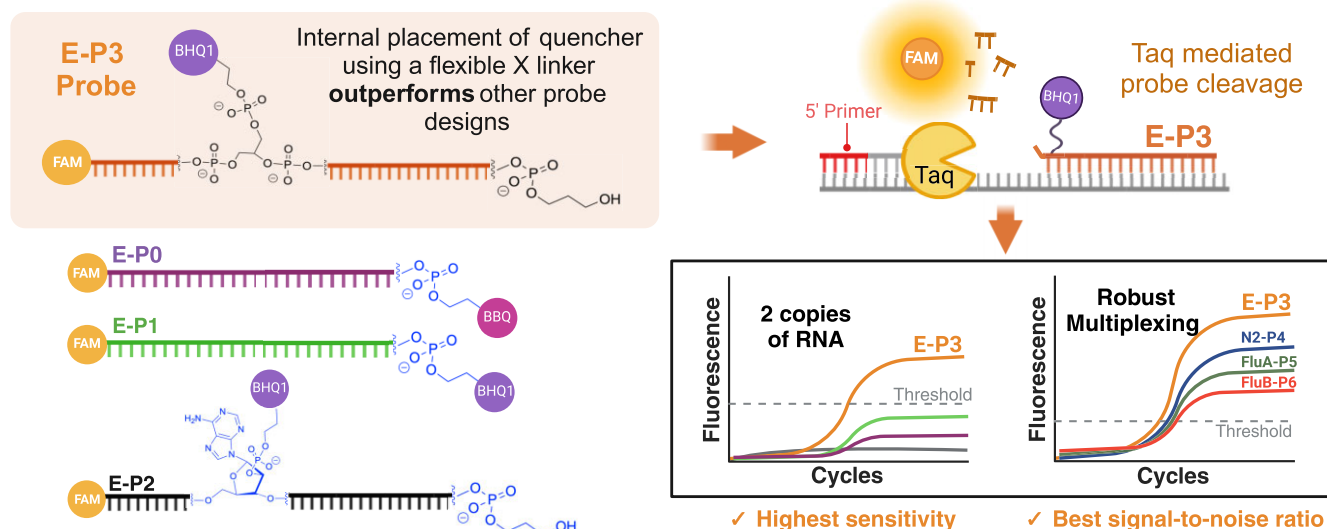 E-P3
Probe
BHQ1
Internal placement of quencher
using a flexible X linker
outperforms other probe
designs
FAM
O
P
O
O
O
O
O
P
O
O
O
P
O
O
O
P
O
O
OH
E-P0
FAM
O
P
O
O
O
BBQ
E-P1
FAM
O
P
O
O
O
BHQ1
BHQ1
H₂N
N
N
N
N
O
P
O
O
O
O
O
E-P2
FAM
O
P
O
O
O
OH
FAM
Taq mediated
probe cleavage
5' Primer
BHQ1
E-P3
Taq
Fluorescence
2 copies
of RNA
E-P3
Threshold
Cycles
Fluorescence
Robust
Multiplexing
E-P3
N2-P4
FluA-P5
FluB-P6
Threshold
Cycles
✓ Highest sensitivity
✓ Best signal-to-noise ratio